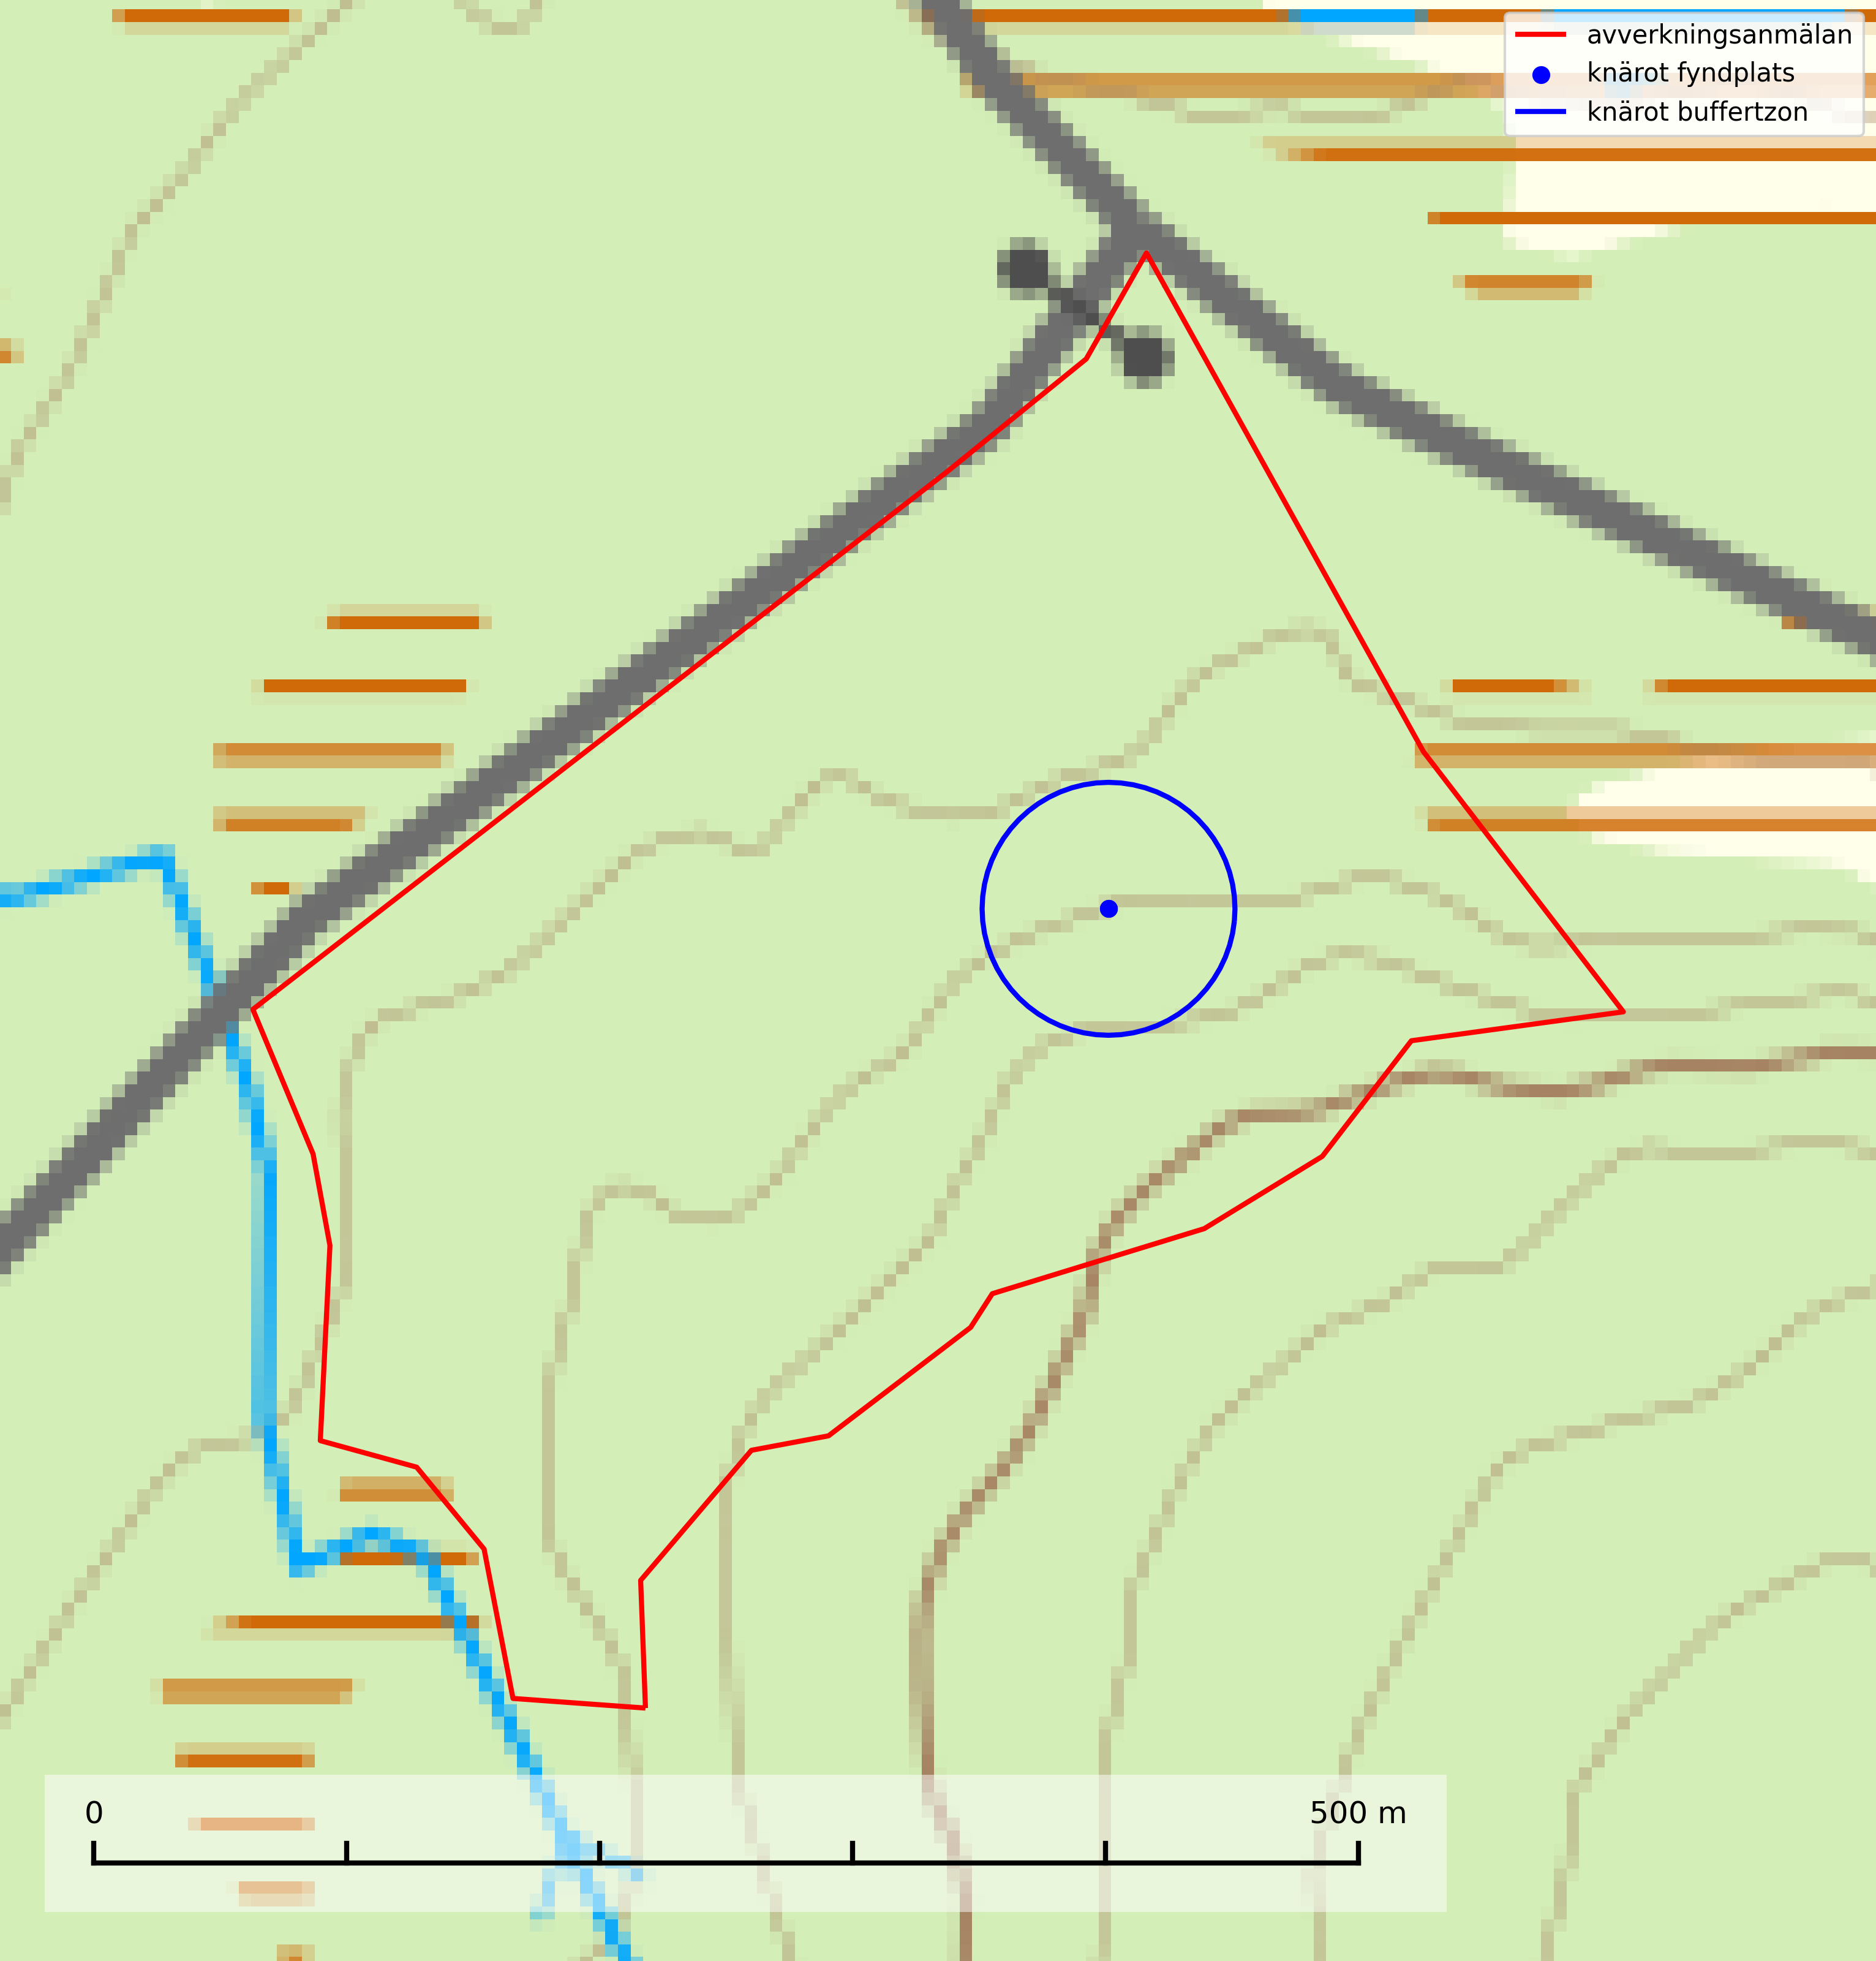 avverkningsanmälan
knärot fyndplats
knärot buffertzon
0 500 m